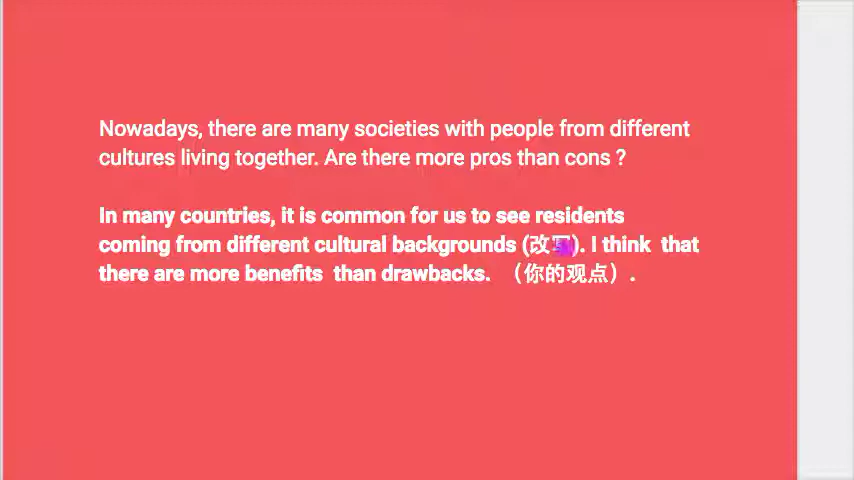 Nowadays, there are many societies with people from different
cultures living together. Are there more pros than cons ?
In many countries, it is common for us to see residents
coming from different cultural backgrounds (改写). I think that
there are more benefits than drawbacks. （你的观点）.